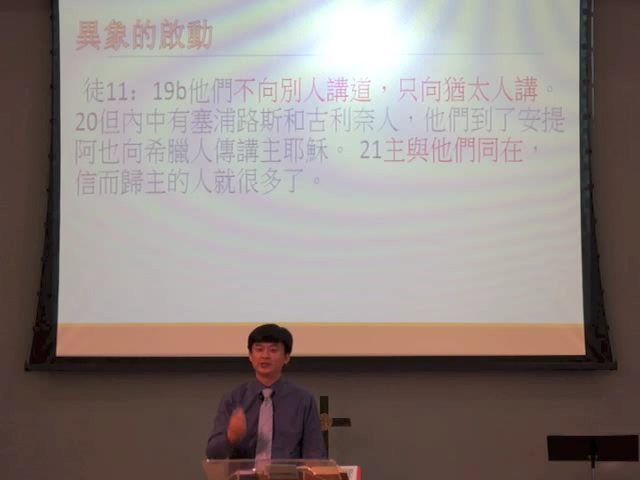 異象的啟動
徒11：19b他們不向別人講道，只向猶太人講。
20但內中有塞浦路斯和古利奈人，他們到了安提
阿也向希臘人傳講主耶穌。 21主與他們同在，
信而歸主的人就很多了。